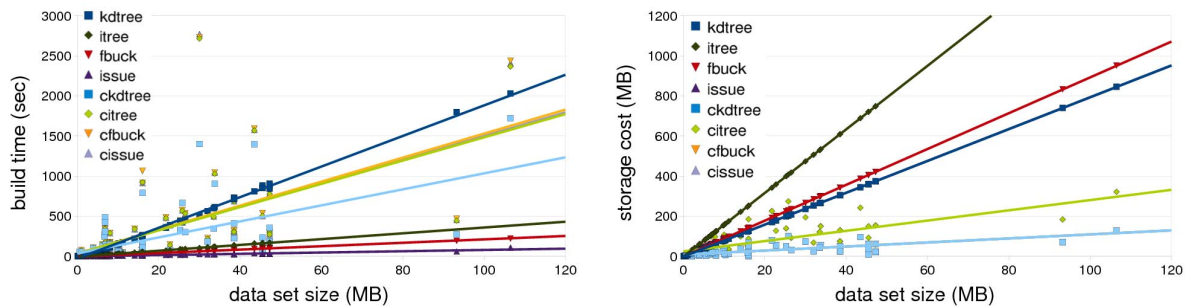 3000
2500
2000
1500
1000
500
0
build time (sec)
kdtree
itree
fbuck
issue
ckdtree
citree
cfbuck
cissue
0 20 40 60 80 100 120
data set size (MB)
1200
1000
800
600
400
200
0
storage cost (MB)
kdtree
itree
fbuck
issue
ckdtree
citree
cfbuck
cissue
0 20 40 60 80 100 120
data set size (MB)